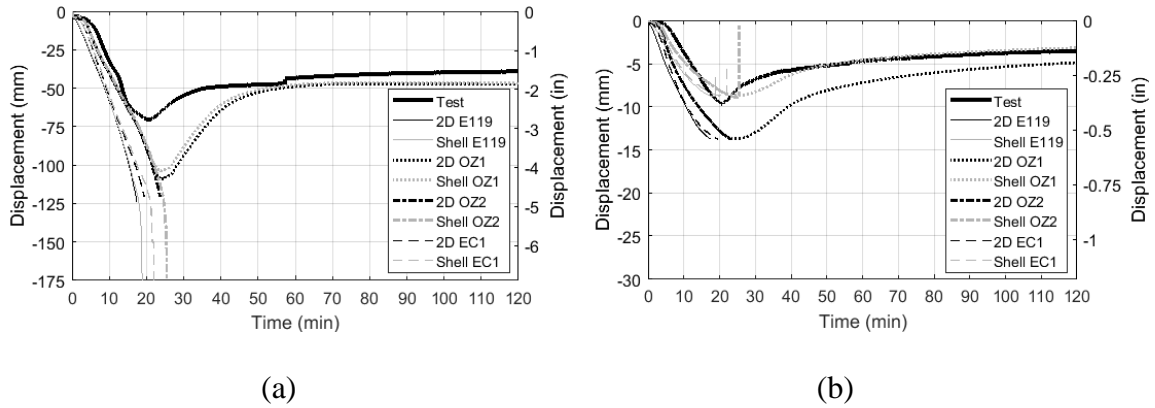 0
-25
-50
-75
-100
-125
-150
-175
Displacement (mm)
0
-1
-2
-3
-4
-5
-6
Displacement (in)
Test
2D E119
Shell E119
2D OZ1
Shell OZ1
2D OZ2
Shell OZ2
2D EC1
Shell EC1
0 10 20 30 40 50 60 70 80 90 100 110 120
Time (min)
(a)
0
-5
-10
-15
-20
-25
-30
Displacement (mm)
0
-0.25
-0.5
-0.75
-1
Displacement (in)
Test
2D E119
Shell E119
2D OZ1
Shell OZ1
2D OZ2
Shell OZ2
2D EC1
Shell EC1
0 10 20 30 40 50 60 70 80 90 100 110 120
Time (min)
(b)